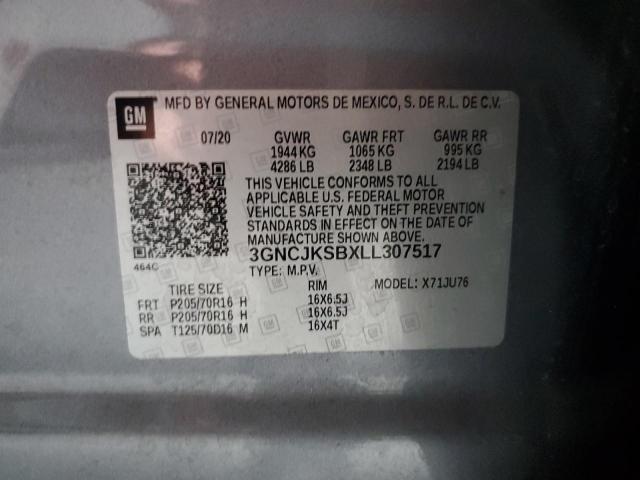 GM MFD BY GENERAL MOTORS DE MEXICO, S. DE R.L. DE C.V.
07/20 GVWR GAWR FRT GAWR RR
1944 KG 1065 KG 995 KG
4286 LB 2348 LB 2194 LB
THIS VEHICLE CONFORMS TO ALL
APPLICABLE U.S. FEDERAL MOTOR
VEHICLE SAFETY AND THEFT PREVENTION
STANDARDS IN EFFECT ON THE DATE OF
MANUFACTURE SHOWN ABOVE.
3GNCJKSBXLL307517
464C
TYPE: M.P.V. MODEL: X71JU76
TIRE SIZE RIM
FRT P205/70R16 H 16X6.5J
RR P205/70R16 H 16X6.5J
SPA T125/70D16 M 16X4T